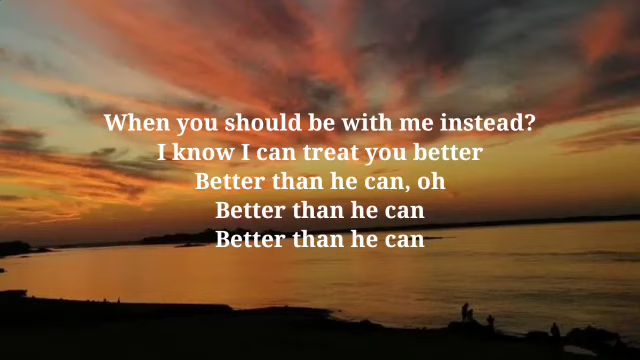 When you should be with me instead?
I know I can treat you better
Better than he can, oh
Better than he can
Better than he can